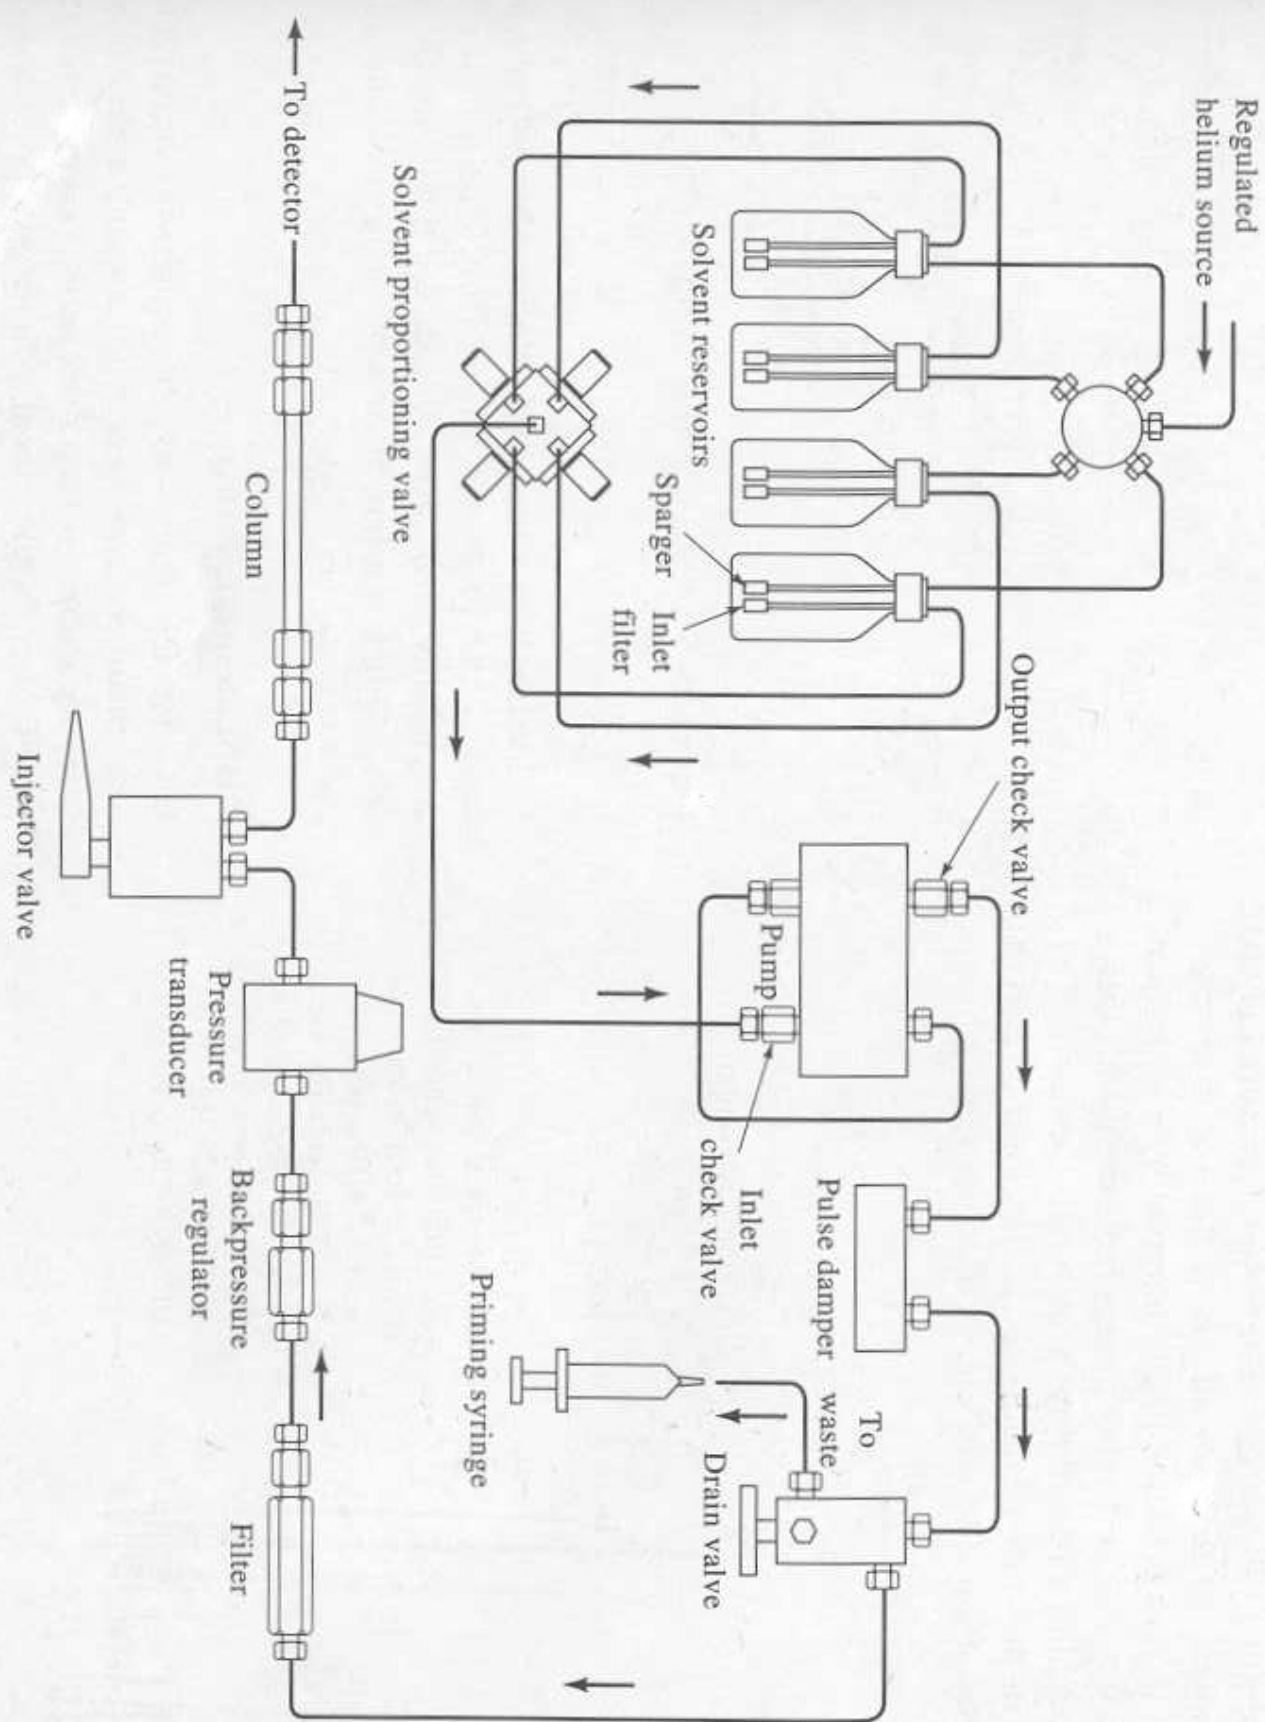 Regulated
helium source
Solvent reservoirs
Sparger
Inlet
filter
Output check valve
Pump
Inlet
check valve
Pulse damper
To
waste
Drain valve
Priming syringe
Solvent proportioning valve
To detector
Column
Injector valve
Pressure
transducer
Backpressure
regulator
Filter